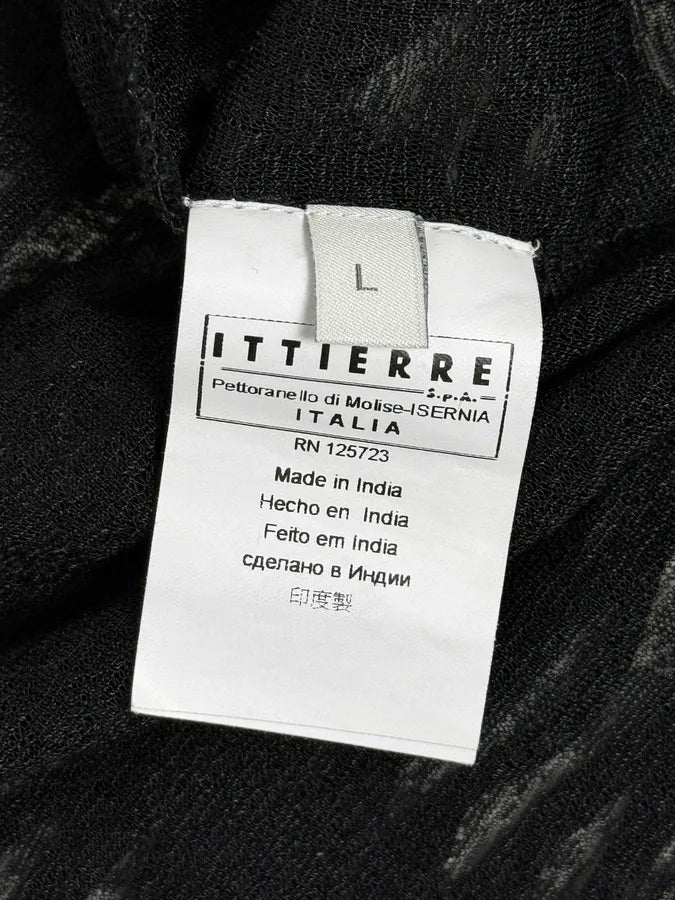 L
ITTIERRE
S.p.A.
Pettoranello di Molise-ISERNIA
ITALIA
RN 125723
Made in India
Hecho en India
Feito em India
сделано в Индии
印度製